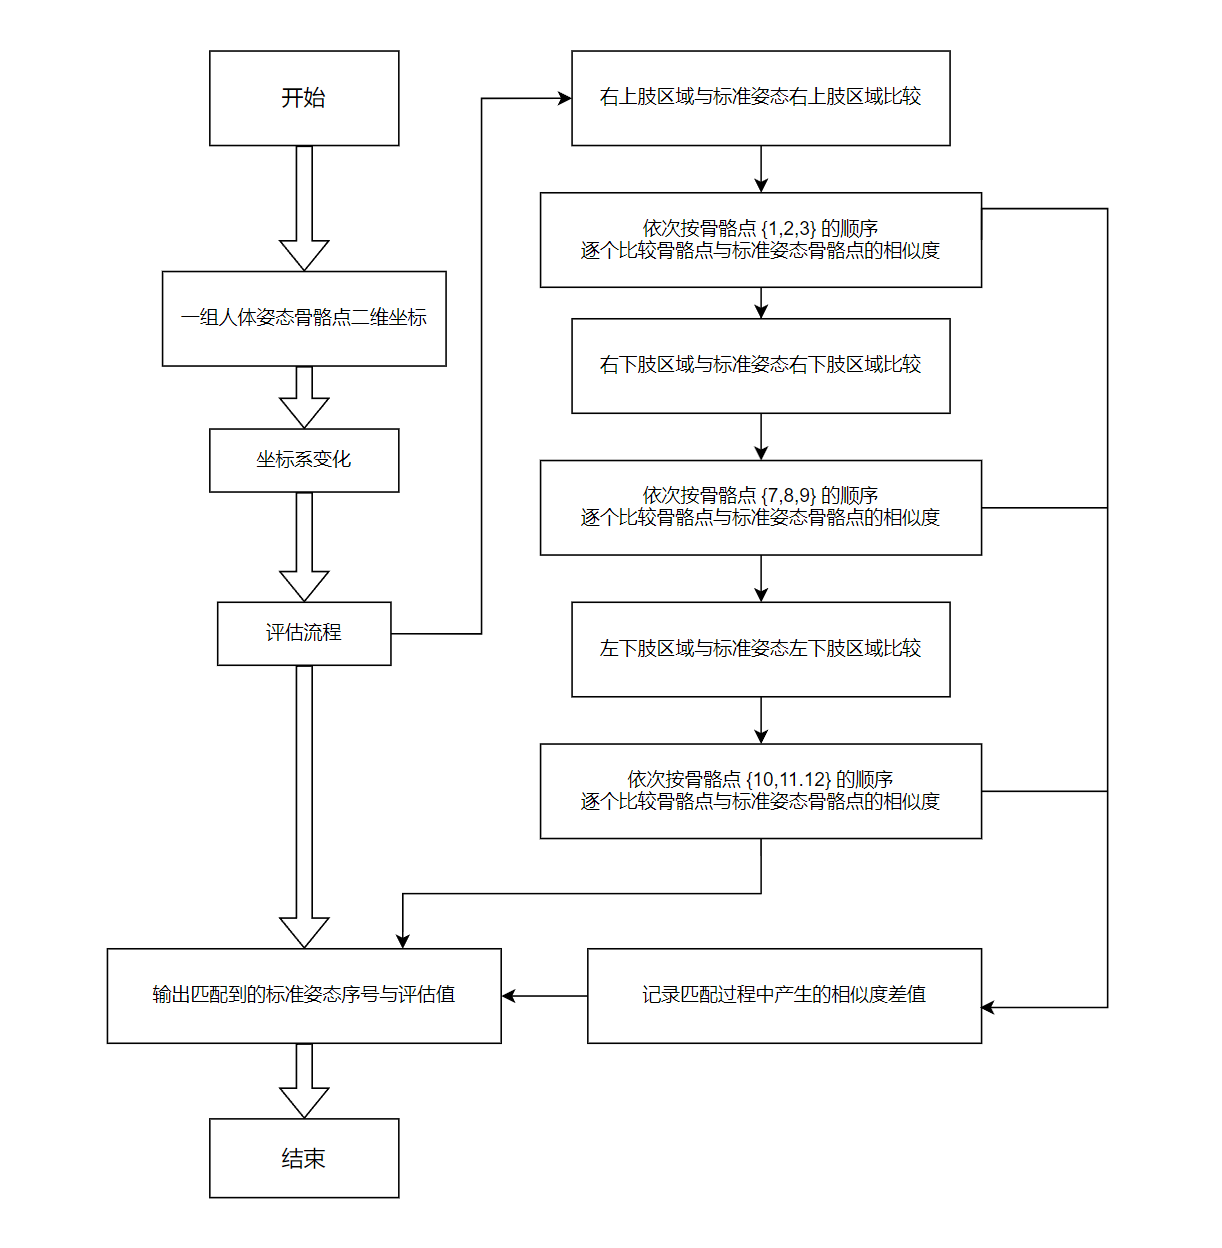 开始
一组人体姿态骨骼点二维坐标
坐标系变化
评估流程
右上肢区域与标准姿态右上肢区域比较
依次按骨骼点 {1,2,3} 的顺序
逐个比较骨骼点与标准姿态骨骼点的相似度
右下肢区域与标准姿态右下肢区域比较
依次按骨骼点 {7,8,9} 的顺序
逐个比较骨骼点与标准姿态骨骼点的相似度
左下肢区域与标准姿态左下肢区域比较
依次按骨骼点 {10,11.12} 的顺序
逐个比较骨骼点与标准姿态骨骼点的相似度
记录匹配过程中产生的相似度差值
输出匹配到的标准姿态序号与评估值
结束